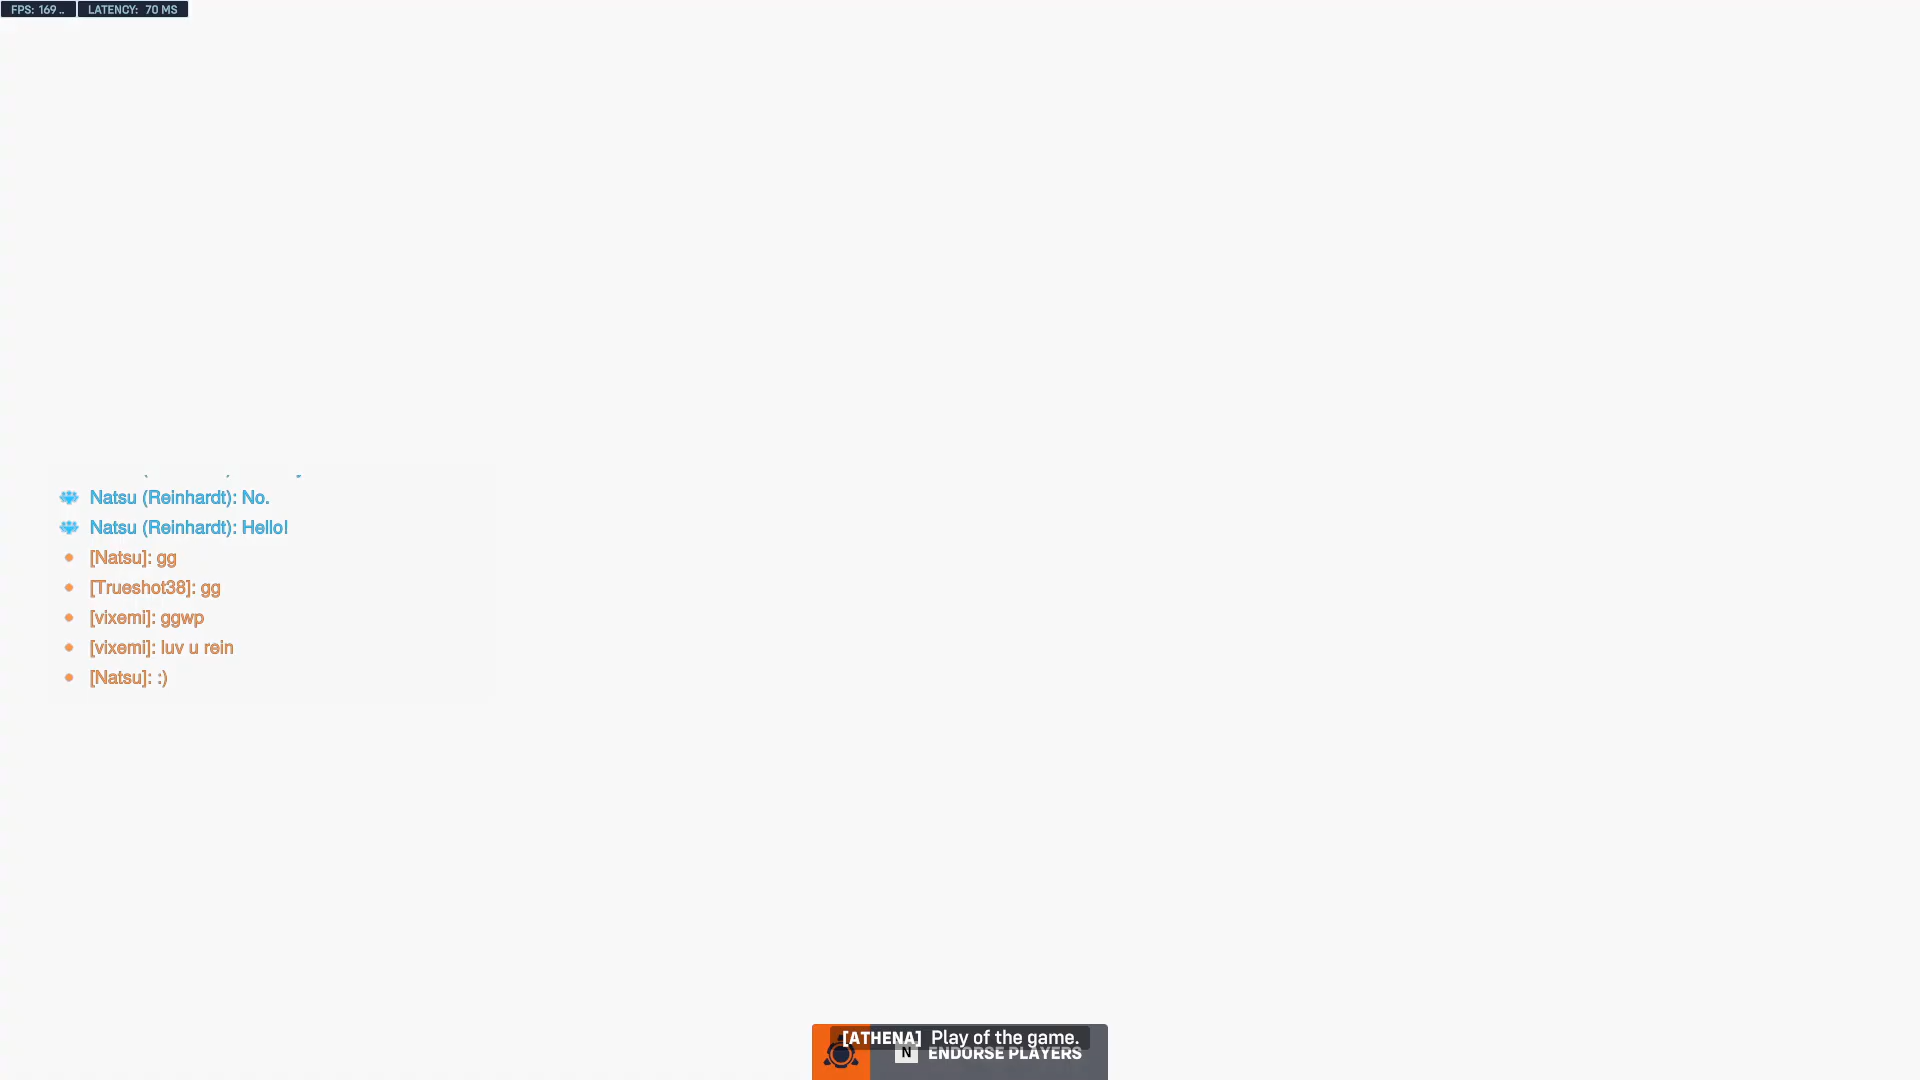 FPS: 169 ..
LATENCY: 70 MS
Natsu (Reinhardt): No.
Natsu (Reinhardt): Hello!
[Natsu]: gg
[Trueshot38]: gg
[vixemi]: ggwp
[vixemi]: luv u rein
[Natsu]: :)
[ATHENA] Play of the game.
N ENDORSE PLAYERS